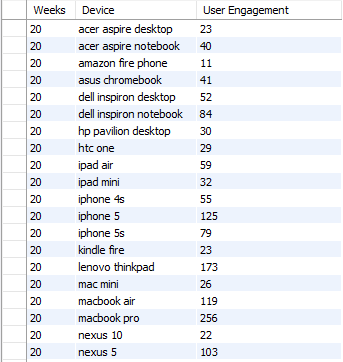 Weeks Device User Engagement
20 acer aspire desktop 23
20 acer aspire notebook 40
20 amazon fire phone 11
20 asus chromebook 41
20 dell inspiron desktop 52
20 dell inspiron notebook 84
20 hp pavilion desktop 30
20 htc one 29
20 ipad air 59
20 ipad mini 32
20 iphone 4s 55
20 iphone 5 125
20 iphone 5s 79
20 kindle fire 23
20 lenovo thinkpad 173
20 mac mini 26
20 macbook air 119
20 macbook pro 256
20 nexus 10 22
20 nexus 5 103